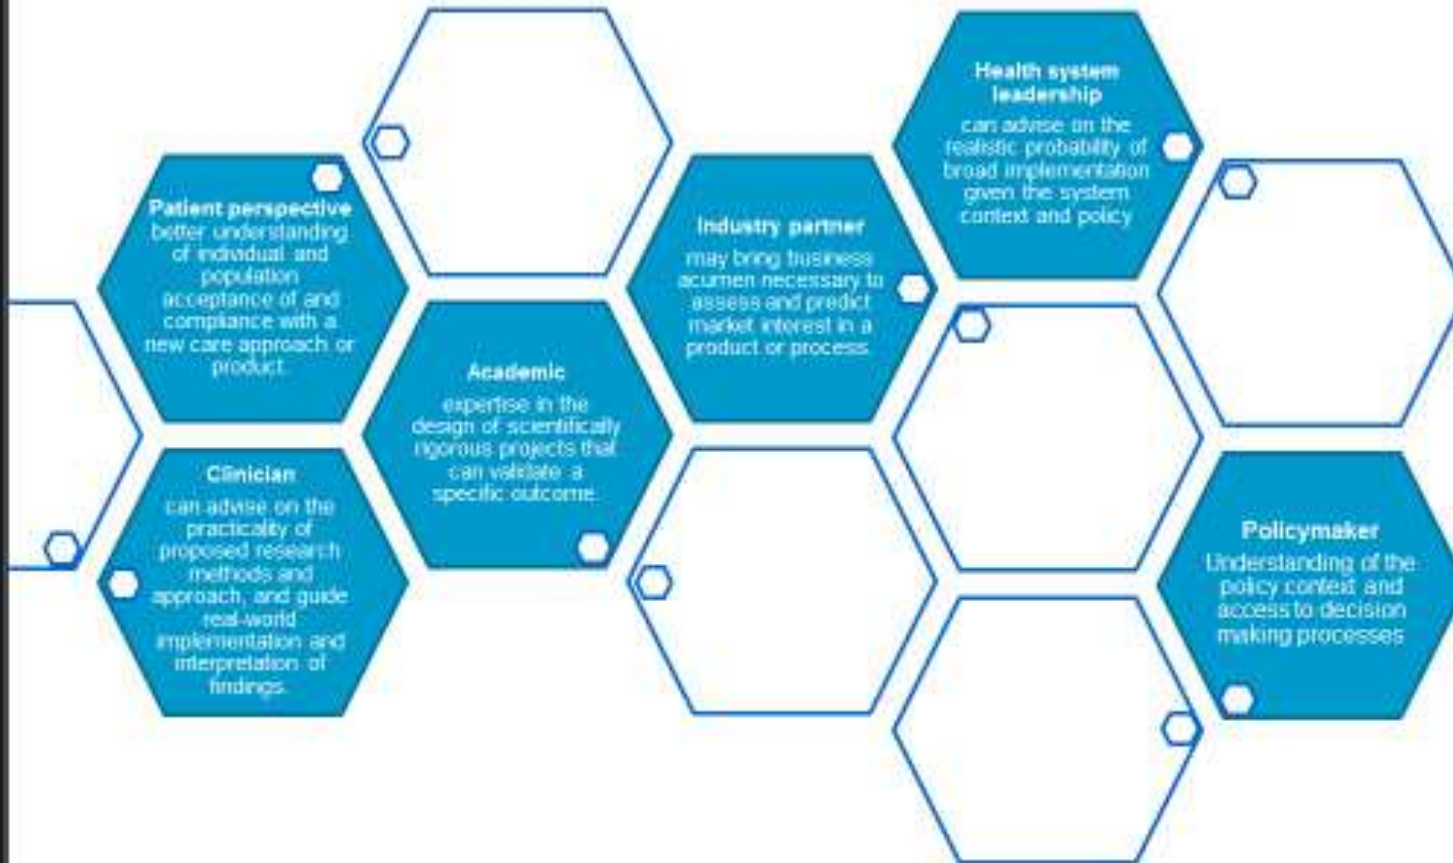 Patient perspective
better understanding
of individual and
population
acceptance of and
compliance with a
new care approach or
product.
Clinician
can advise on the
practicality of
proposed research
methods and
approach, and guide
real-world
implementation and
interpretation of
findings.
Academic
expertise in the
design of scientifically
rigorous projects that
can validate a
specific outcome.
Industry partner
may bring business
acumen necessary to
assess and predict
market interest in a
product or process.
Health system
leadership
can advise on the
realistic probability of
broad implementation
given the system
context and policy
Policymaker
Understanding of the
policy context and
access to decision
making processes